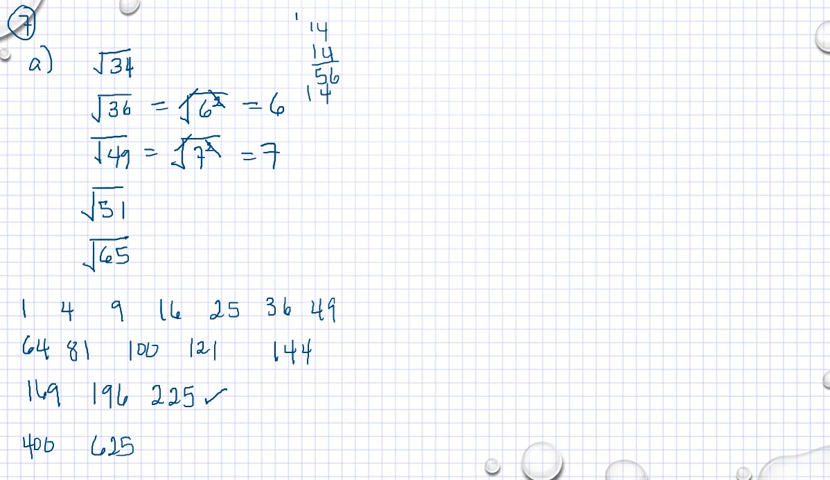 7
a) √34
√36 = √6² = 6
√49 = √7² = 7
√51
√65
1
14
14
56
14
1 4 9 16 25 36 49
64 81 100 121 144
169 196 225 ✓
400 625